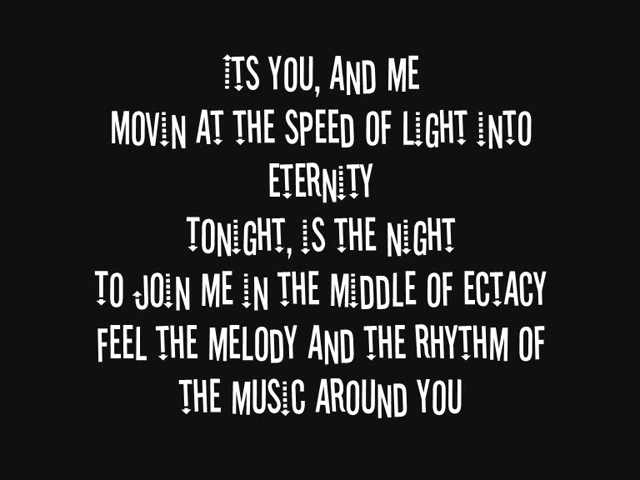 ITS YOU, AND ME
MOVIN AT THE SPEED OF LIGHT INTO
ETERNITY
TONIGHT, IS THE NIGHT
TO JOIN ME IN THE MIDDLE OF ECTACY
FEEL THE MELODY AND THE RHYTHM OF
THE MUSIC AROUND YOU